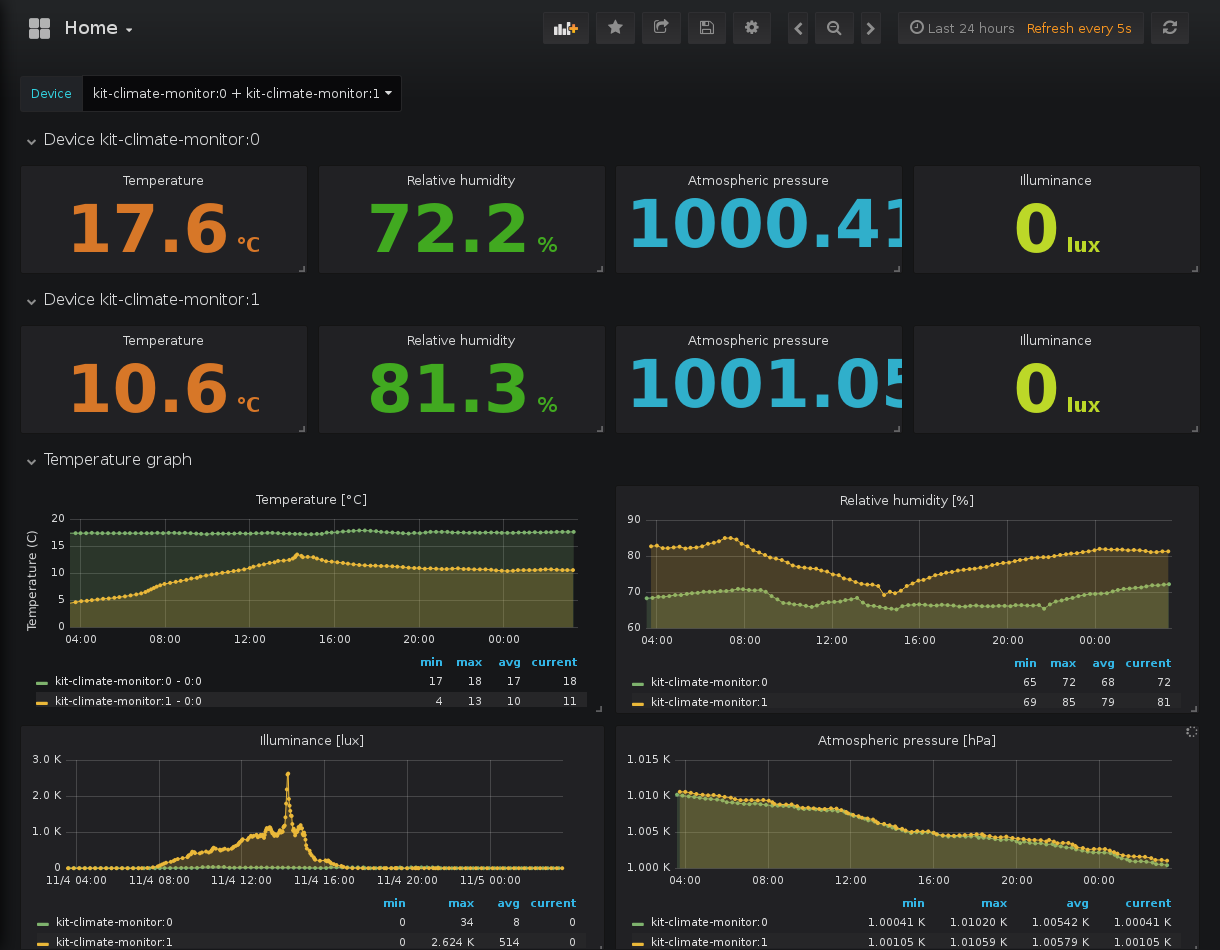 Home
Last 24 hours Refresh every 5s
Device kit-climate-monitor:0 + kit-climate-monitor:1
Device kit-climate-monitor:0
Temperature Relative humidity Atmospheric pressure Illuminance
17.6 °C 72.2 % 1000.41 0 lux
Device kit-climate-monitor:1
Temperature Relative humidity Atmospheric pressure Illuminance
10.6 °C 81.3 % 1001.05 0 lux
Temperature graph
Temperature [°C]
Temperature (C)
20
15
10
5
0
04:00 08:00 12:00 16:00 20:00 00:00
min max avg current
kit-climate-monitor:0 - 0:0 17 18 17 18
kit-climate-monitor:1 - 0:0 4 13 10 11
Relative humidity [%]
90
80
70
60
04:00 08:00 12:00 16:00 20:00 00:00
min max avg current
kit-climate-monitor:0 65 72 68 72
kit-climate-monitor:1 69 85 79 81
Illuminance [lux]
3.0 K
2.0 K
1.0 K
0
11/4 04:00 11/4 08:00 11/4 12:00 11/4 16:00 11/4 20:00 11/5 00:00
min max avg current
kit-climate-monitor:0 0 34 8 0
kit-climate-monitor:1 0 2.624 K 514 0
Atmospheric pressure [hPa]
1.015 K
1.010 K
1.005 K
1.000 K
04:00 08:00 12:00 16:00 20:00 00:00
min max avg current
kit-climate-monitor:0 1.00041 K 1.01020 K 1.00542 K 1.00041 K
kit-climate-monitor:1 1.00105 K 1.01059 K 1.00579 K 1.00105 K